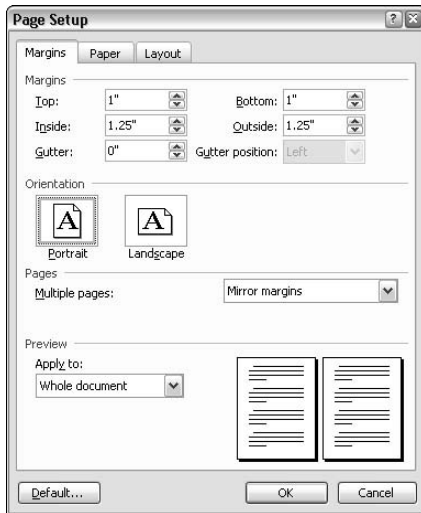 Page Setup
Margins Paper Layout
Margins
Top: 1" Bottom: 1"
Inside: 1.25" Outside: 1.25"
Gutter: 0" Gutter position: Left
Orientation
A A
Portrait Landscape
Pages
Multiple pages: Mirror margins
Preview
Apply to:
Whole document
Default... OK Cancel